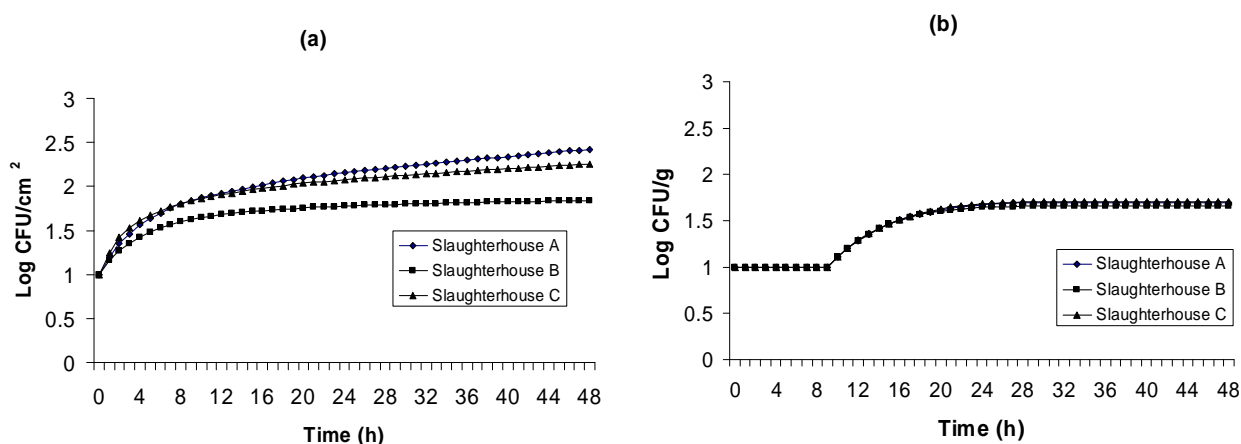 (a)
Log CFU/cm²
3
2.5
2
1.5
1
0.5
0
0 4 8 12 16 20 24 28 32 36 40 44 48
Time (h)
Slaughterhouse A
Slaughterhouse B
Slaughterhouse C
(b)
Log CFU/g
3
2.5
2
1.5
1
0.5
0
0 4 8 12 16 20 24 28 32 36 40 44 48
Time (h)
Slaughterhouse A
Slaughterhouse B
Slaughterhouse C